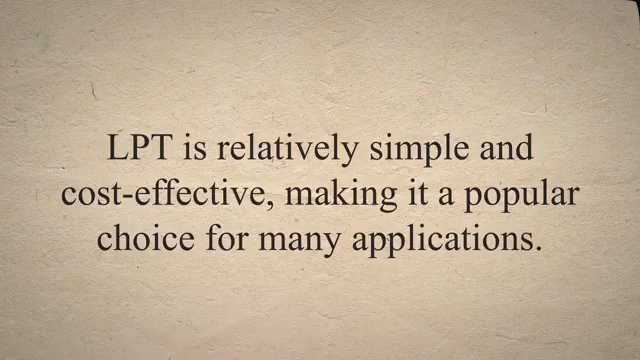 LPT is relatively simple and
cost-effective, making it a popular
choice for many applications.